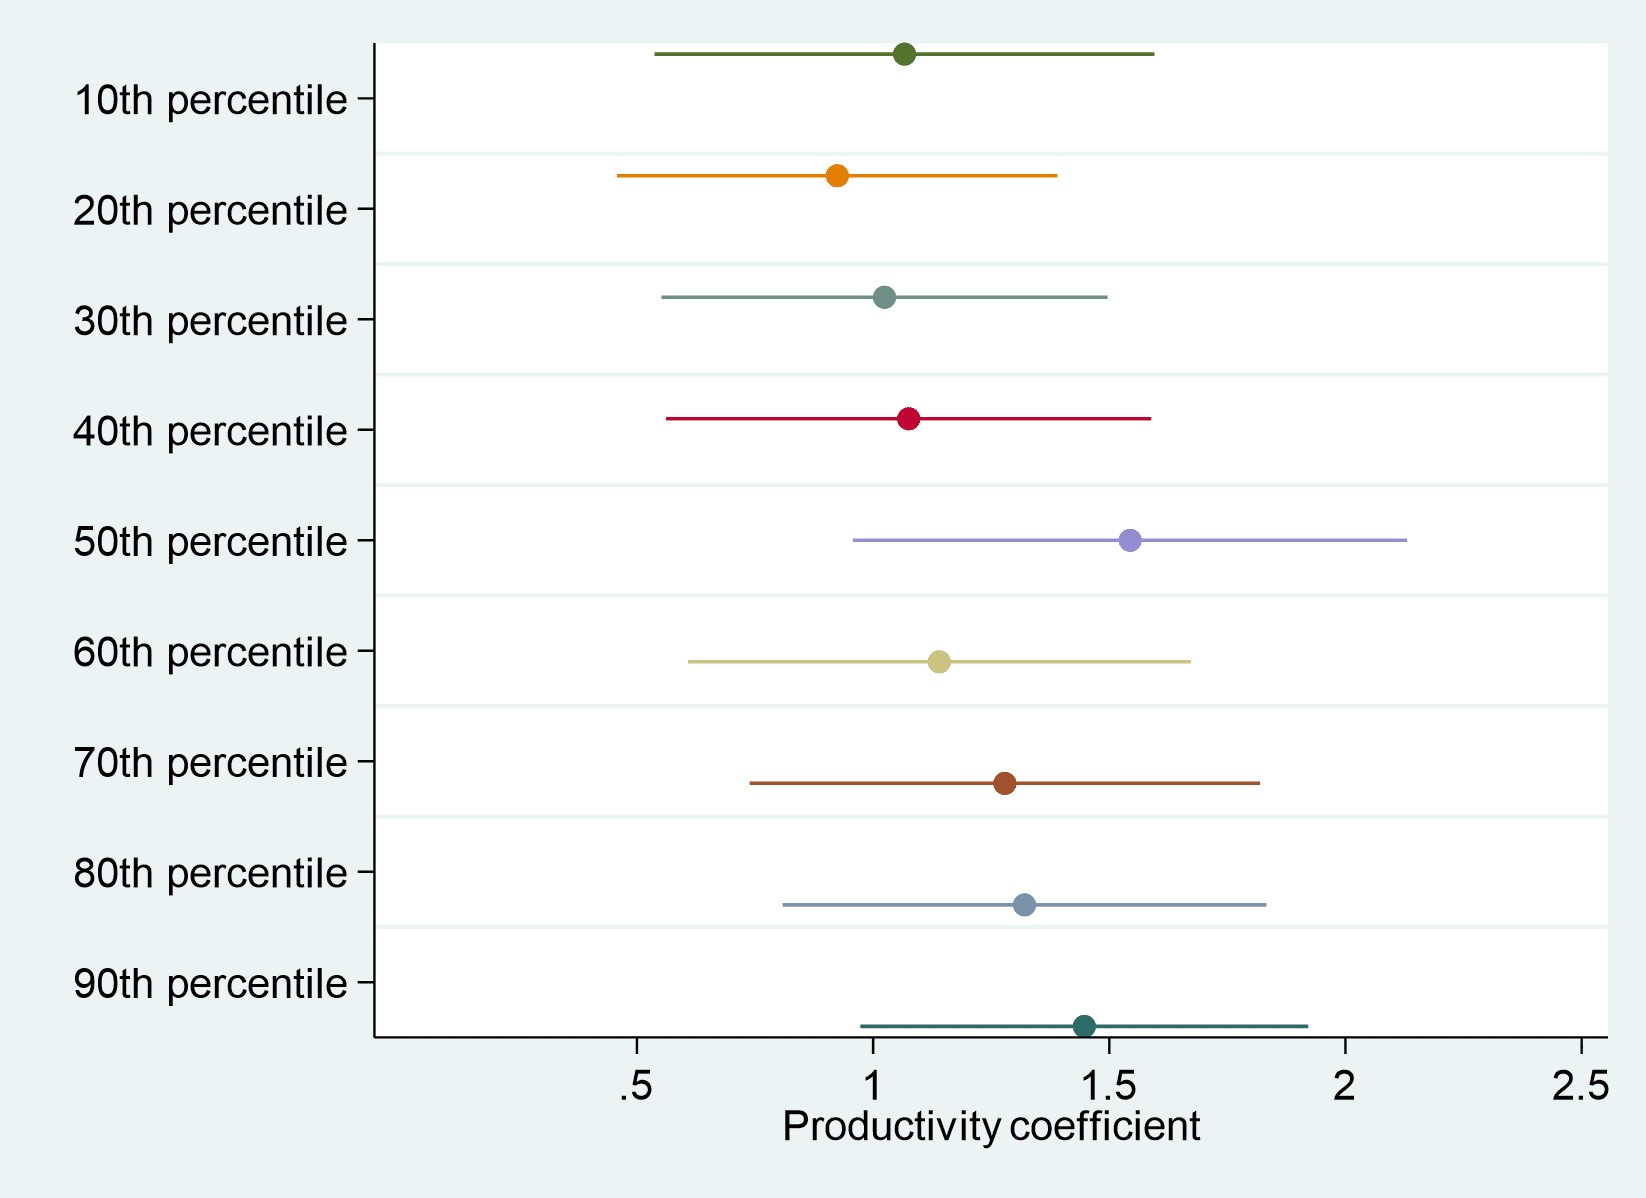 10th percentile
20th percentile
30th percentile
40th percentile
50th percentile
60th percentile
70th percentile
80th percentile
90th percentile
.5 1 1.5 2 2.5
Productivity coefficient